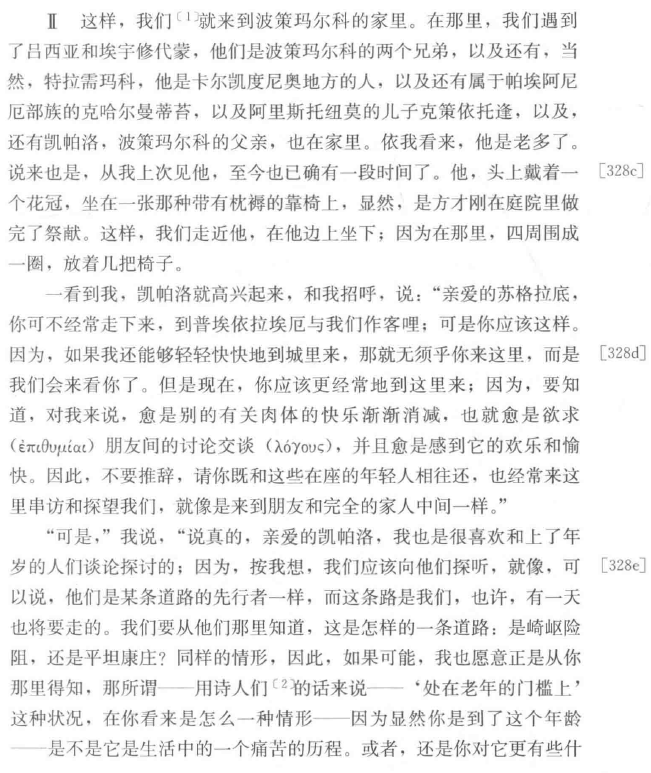 Ⅱ 这样，我们〔1〕就来到波策玛尔科的家里。在那里，我们遇到
了吕西亚和埃宇修代蒙，他们是波策玛尔科的两个兄弟，以及还有，当
然，特拉需玛科，他是卡尔凯度尼奥地方的人，以及还有属于帕埃阿尼
厄部族的克哈尔曼蒂苔，以及阿里斯托纽莫的儿子克策依托逢，以及，
还有凯帕洛，波策玛尔科的父亲，也在家里。依我看来，他是老多了。
说来也是，从我上次见他，至今也已确有一段时间了。他，头上戴着一 [328c]
个花冠，坐在一张那种带有枕褥的靠椅上，显然，是方才刚在庭院里做
完了祭献。这样，我们走近他，在他边上坐下；因为在那里，四周围成
一圈，放着几把椅子。
一看到我，凯帕洛就高兴起来，和我招呼，说：“亲爱的苏格拉底，
你可不经常走下来，到普埃依拉埃厄与我们作客哩；可是你应该这样。
因为，如果我还能够轻轻快快地到城里来，那就无须乎你来这里，而是 [328d]
我们会来看你了。但是现在，你应该更经常地到这里来；因为，要知
道，对我来说，愈是别的有关肉体的快乐渐渐消减，也就愈是欲求
（ἐπιθυμίαι）朋友间的讨论交谈（λόγους），并且愈是感到它的欢乐和愉
快。因此，不要推辞，请你既和这些在座的年轻人相往还，也经常来这
里串访和探望我们，就像是来到朋友和完全的家人中间一样。”
“可是，”我说，“说真的，亲爱的凯帕洛，我也是很喜欢和上了年
岁的人们谈论探讨的；因为，按我想，我们应该向他们探听，就像，可 [328e]
以说，他们是某条道路的先行者一样，而这条路是我们，也许，有一天
也将要走的。我们要从他们那里知道，这是怎样的一条道路：是崎岖险
阻，还是平坦康庄？同样的情形，因此，如果可能，我也愿意正是从你
那里得知，那所谓——用诗人们〔2〕的话来说——‘处在老年的门槛上’
这种状况，在你看来是怎么一种情形——因为显然你是到了这个年龄
——是不是它是生活中的一个痛苦的历程。或者，还是你对它更有些什